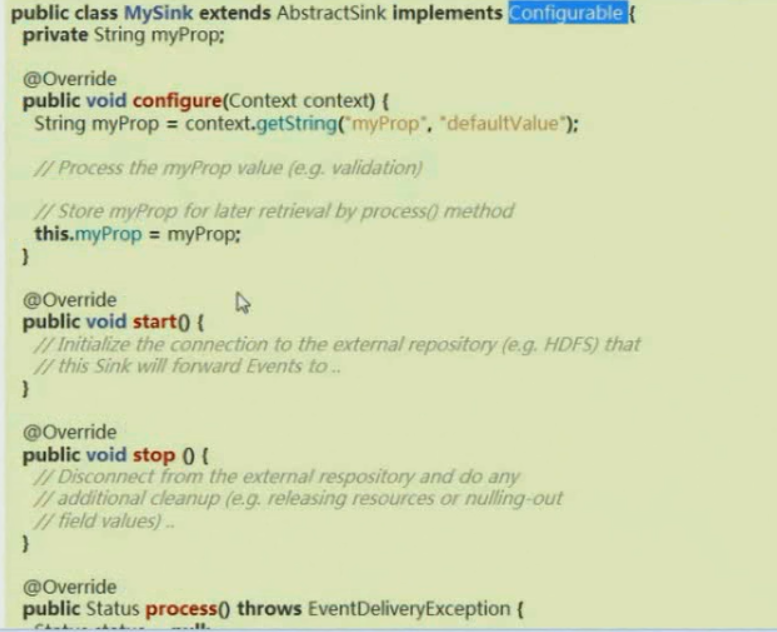 public class MySink extends AbstractSink implements Configurable {
private String myProp;
@Override
public void configure(Context context) {
String myProp = context.getString("myProp", "defaultValue");
// Process the myProp value (e.g. validation)
// Store myProp for later retrieval by process() method
this.myProp = myProp;
}
@Override
public void start() {
// Initialize the connection to the external repository (e.g. HDFS) that
// this Sink will forward Events to ..
}
@Override
public void stop () {
// Disconnect from the external respository and do any
// additional cleanup (e.g. releasing resources or nulling-out
// field values) ..
}
@Override
public Status process() throws EventDeliveryException {